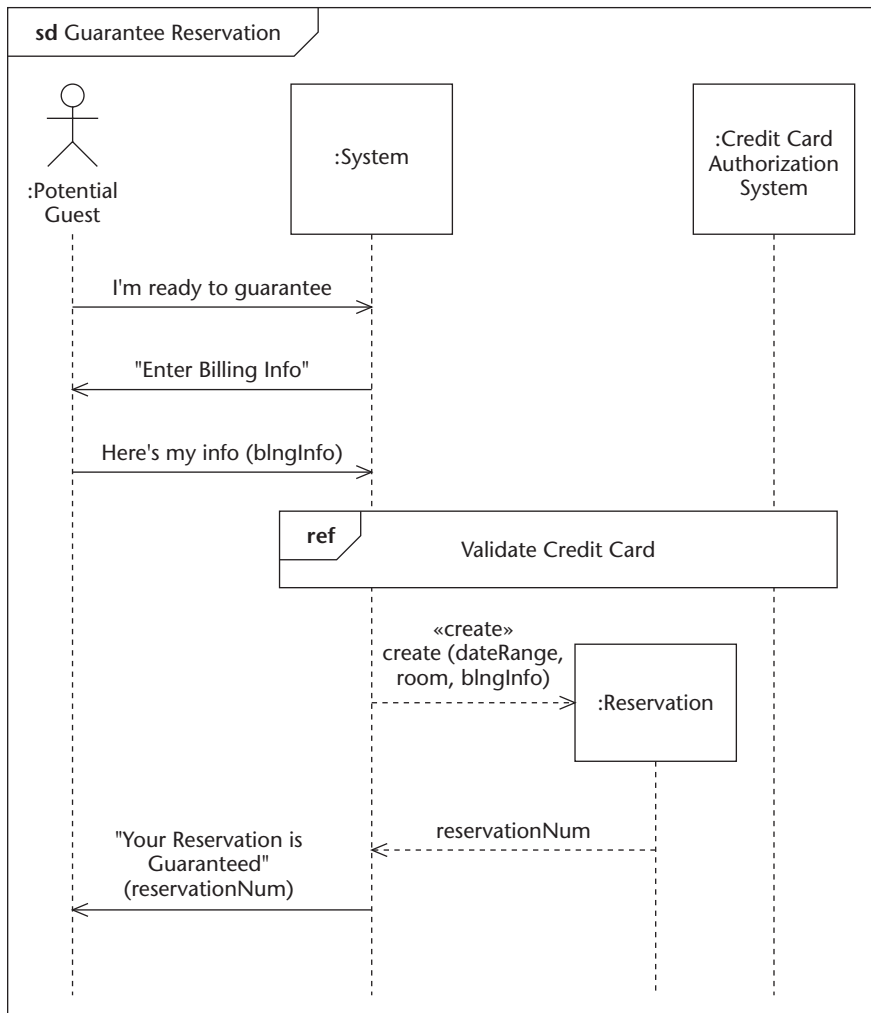 sd Guarantee Reservation
:Potential
Guest
:System
:Credit Card
Authorization
System
I'm ready to guarantee
"Enter Billing Info"
Here's my info (blngInfo)
ref
Validate Credit Card
«create»
create (dateRange,
room, blngInfo)
:Reservation
reservationNum
"Your Reservation is
Guaranteed"
(reservationNum)